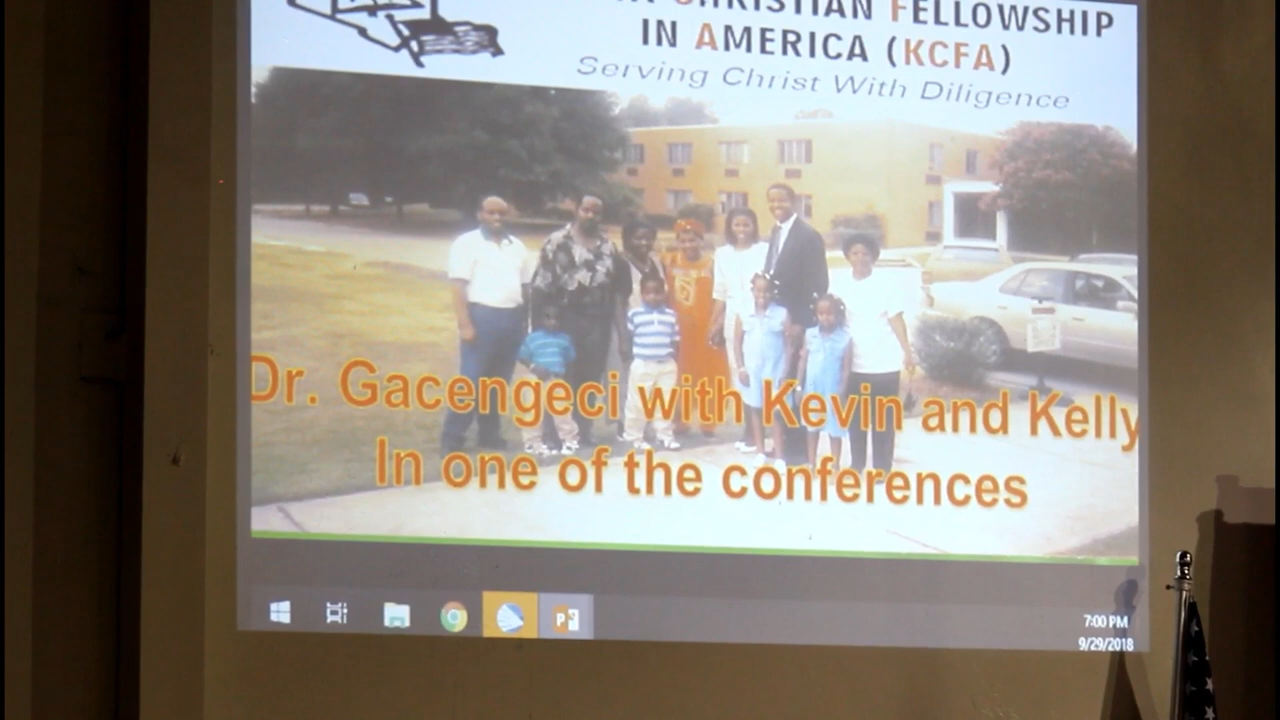 CHRISTIAN FELLOWSHIP
IN AMERICA (KCFA)
Serving Christ With Diligence
Dr. Gacengeci with Kevin and Kelly
In one of the conferences
7:00 PM
9/29/2018